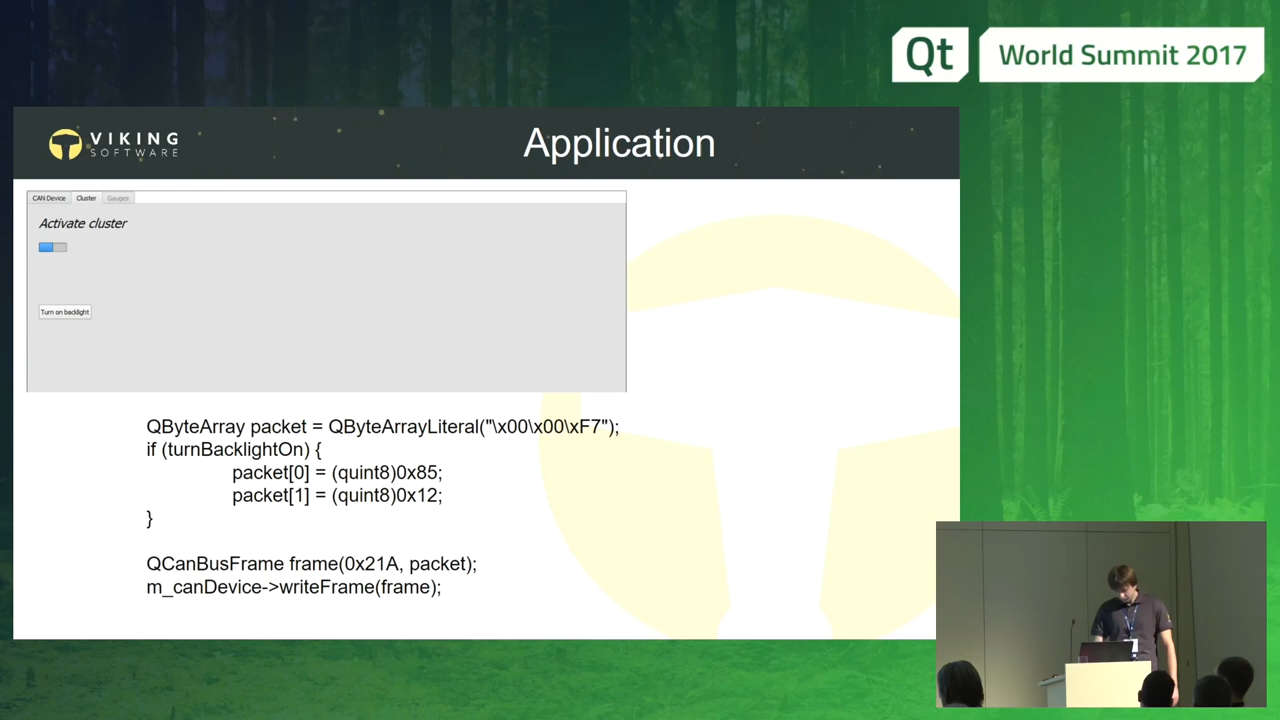 Qt World Summit 2017
VIKING
SOFTWARE
Application
CAN Device Cluster Gauges
Activate cluster
Turn on backlight
QByteArray packet = QByteArrayLiteral("\x00\x00\xF7");
if (turnBacklightOn) {
packet[0] = (quint8)0x85;
packet[1] = (quint8)0x12;
}
QCanBusFrame frame(0x21A, packet);
m_canDevice->writeFrame(frame);